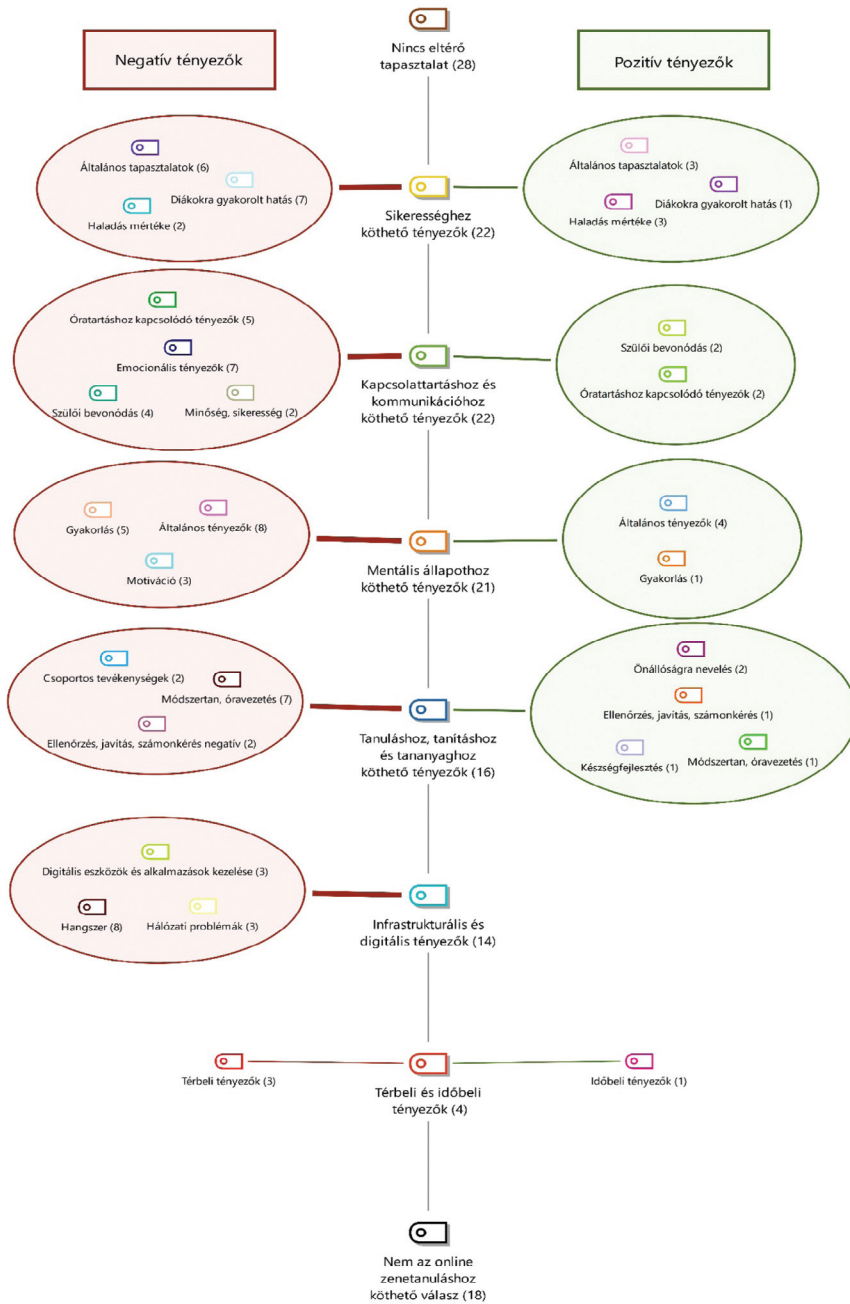 Negatív tényezők
Nincs eltérő
tapasztalat (28)
Pozitív tényezők
Általános tapasztalatok (6)
Diákokra gyakorolt hatás (7)
Haladás mértéke (2)
Sikerességhez
köthető tényezők (22)
Általános tapasztalatok (3)
Diákokra gyakorolt hatás (1)
Haladás mértéke (3)
Óratartáshoz kapcsolódó tényezők (5)
Emocionális tényezők (7)
Szülői bevonódás (4)
Minőség, sikeresség (2)
Kapcsolattartáshoz és
kommunikációhoz
köthető tényezők (22)
Szülői bevonódás (2)
Óratartáshoz kapcsolódó tényezők (2)
Gyakorlás (5)
Általános tényezők (8)
Motiváció (3)
Mentális állapothoz
köthető tényezők (21)
Általános tényezők (4)
Gyakorlás (1)
Csoportos tevékenységek (2)
Módszertan, óravezetés (7)
Ellenőrzés, javítás, számonkérés negatív (2)
Tanuláshoz, tanításhoz
és tananyaghoz
köthető tényezők (16)
Önállóságra nevelés (2)
Ellenőrzés, javítás, számonkérés (1)
Készségfejlesztés (1)
Módszertan, óravezetés (1)
Digitális eszközök és alkalmazások kezelése (3)
Hangszer (8)
Hálózati problémák (3)
Infrastrukturális és
digitális tényezők (14)
Térbeli tényezők (3)
Térbeli és időbeli
tényezők (4)
Időbeli tényezők (1)
Nem az online
zenetanuláshoz
köthető válasz (18)